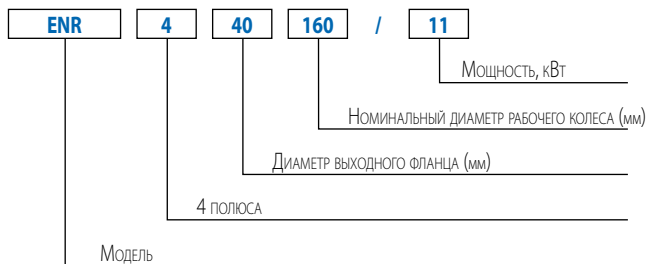 ENR 4 40 160 / 11
Мощность, кВт
Номинальный диаметр рабочего колеса (мм)
Диаметр выходного фланца (мм)
4 полюса
Модель